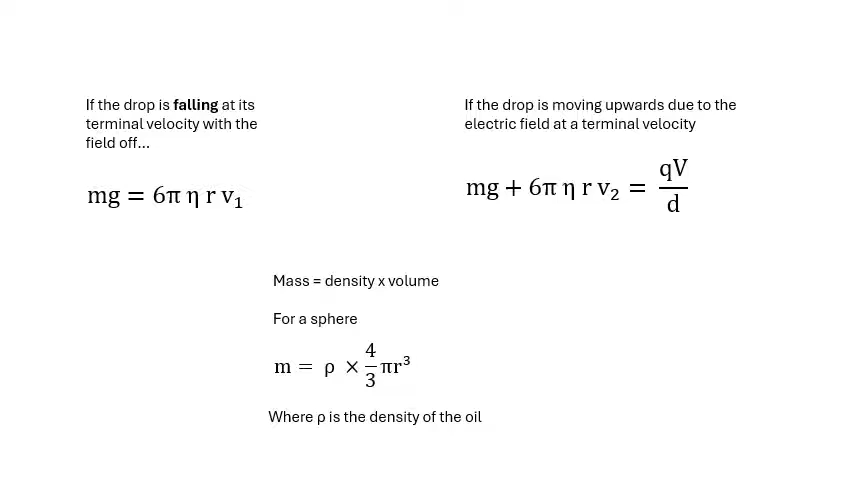 If the drop is falling at its
terminal velocity with the
field off...
mg = 6π η r v₁
If the drop is moving upwards due to the
electric field at a terminal velocity
mg + 6π η r v₂ = qV/d
Mass = density x volume
For a sphere
m = ρ × 4/3 πr³
Where ρ is the density of the oil